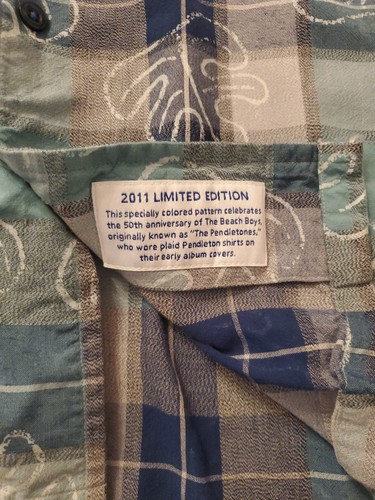 2011 LIMITED EDITION
This specially colored pattern celebrates
the 50th anniversary of The Beach Boys,
originally known as "The Pendletones,"
who wore plaid Pendleton shirts on
their early album covers.